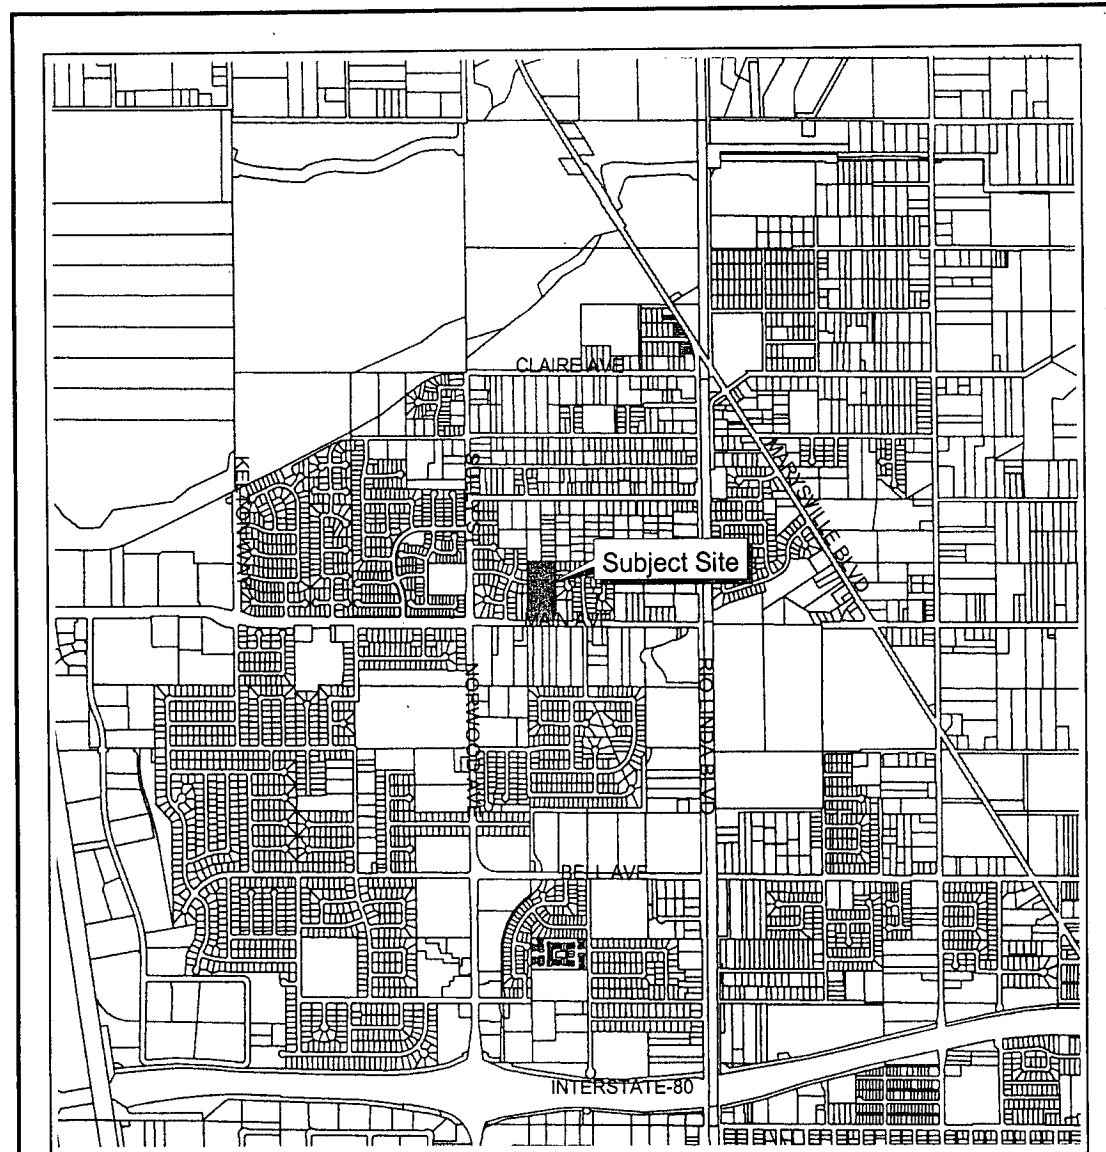 CLAIRE AVE
MARYSVILLE BLVD
Subject Site
MAIN AVE
NORWOOD AVE
RIO LINDA BLVD
BELL AVE
INTERSTATE-80